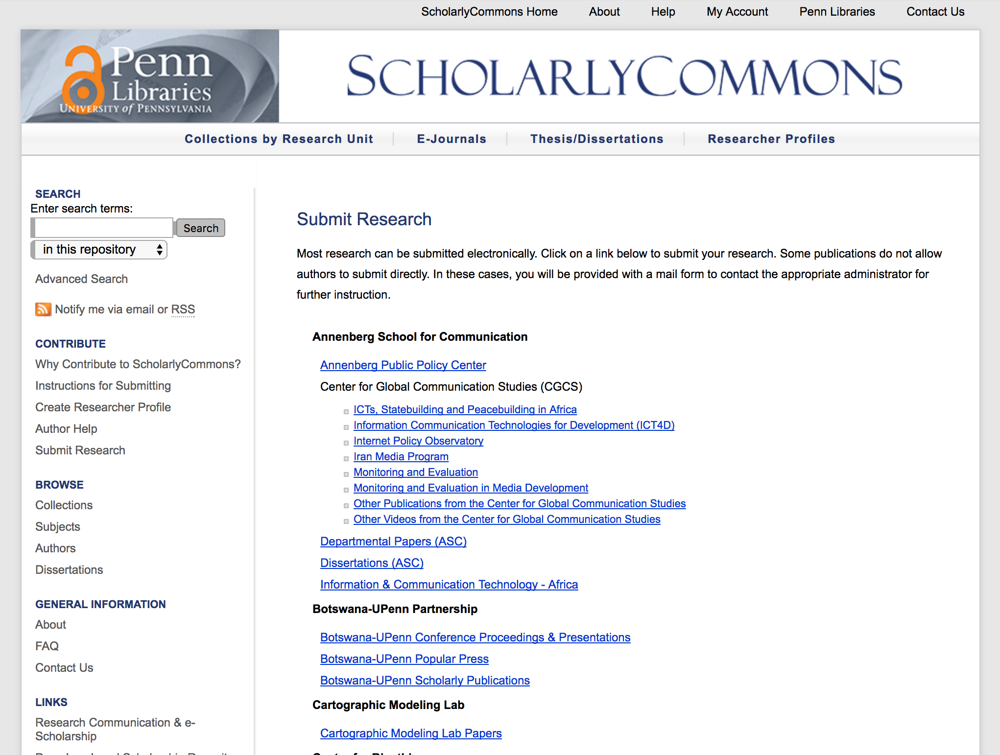 ScholarlyCommons Home About Help My Account Penn Libraries Contact Us
Penn
Libraries
UNIVERSITY of PENNSYLVANIA
SCHOLARLYCOMMONS
Collections by Research Unit E-Journals Thesis/Dissertations Researcher Profiles
SEARCH
Enter search terms:
Search
in this repository
Advanced Search
Notify me via email or RSS
CONTRIBUTE
Why Contribute to ScholarlyCommons?
Instructions for Submitting
Create Researcher Profile
Author Help
Submit Research
BROWSE
Collections
Subjects
Authors
Dissertations
GENERAL INFORMATION
About
FAQ
Contact Us
LINKS
Research Communication & e-
Scholarship
Submit Research
Most research can be submitted electronically. Click on a link below to submit your research. Some publications do not allow
authors to submit directly. In these cases, you will be provided with a mail form to contact the appropriate administrator for
further instruction.
Annenberg School for Communication
Annenberg Public Policy Center
Center for Global Communication Studies (CGCS)
ICTs, Statebuilding and Peacebuilding in Africa
Information Communication Technologies for Development (ICT4D)
Internet Policy Observatory
Iran Media Program
Monitoring and Evaluation
Monitoring and Evaluation in Media Development
Other Publications from the Center for Global Communication Studies
Other Videos from the Center for Global Communication Studies
Departmental Papers (ASC)
Dissertations (ASC)
Information & Communication Technology - Africa
Botswana-UPenn Partnership
Botswana-UPenn Conference Proceedings & Presentations
Botswana-UPenn Popular Press
Botswana-UPenn Scholarly Publications
Cartographic Modeling Lab
Cartographic Modeling Lab Papers